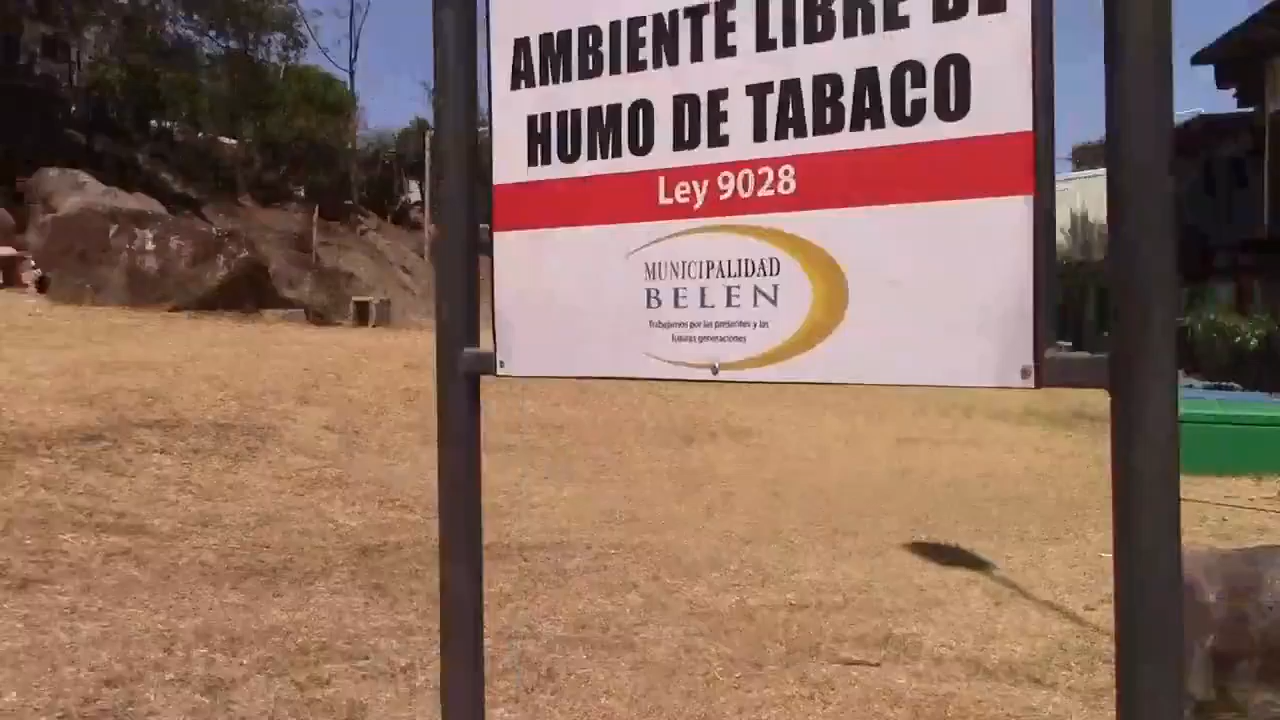 AMBIENTE LIBRE DE
HUMO DE TABACO
Ley 9028
MUNICIPALIDAD
BELEN
Trabajamos por las presentes y las
futuras generaciones